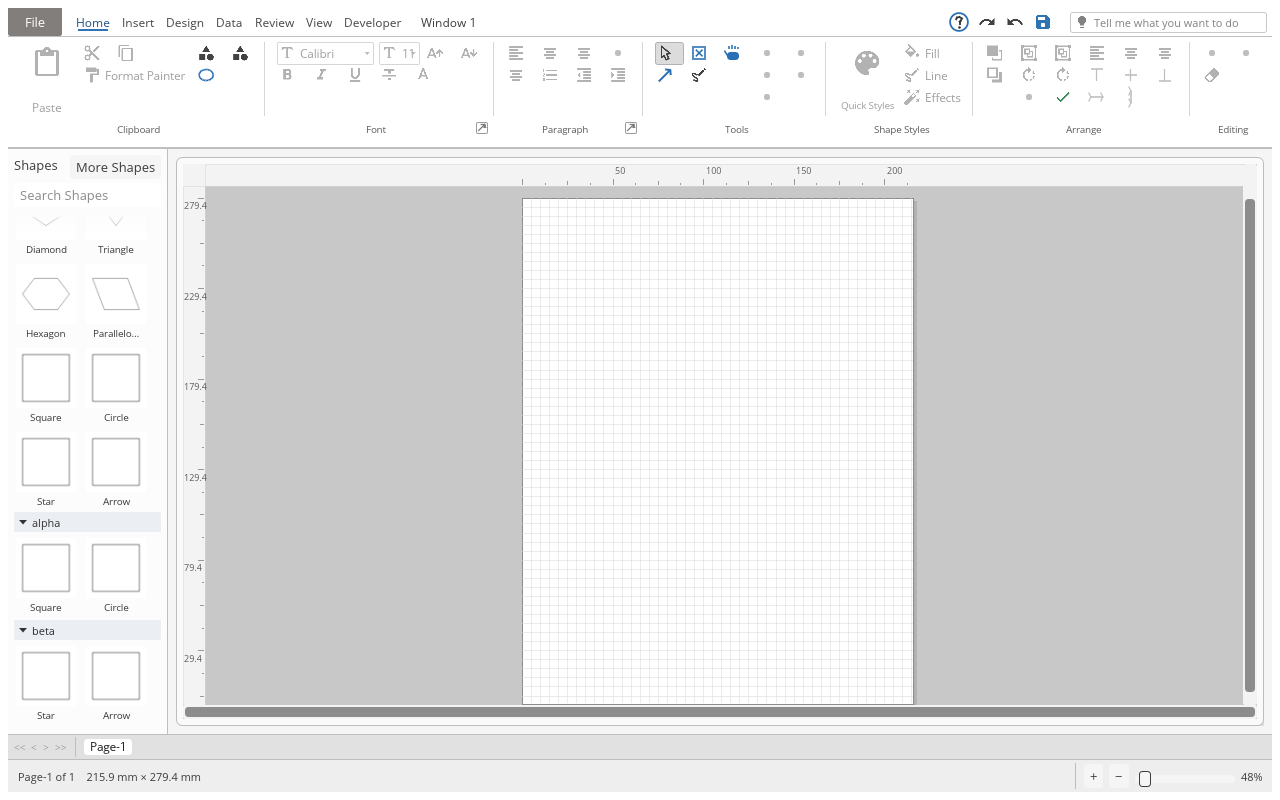 File Home Insert Design Data Review View Developer Window 1 Tell me what you want to do
Calibri 11 Fill
Format Painter Line
Paste Quick Styles Effects
Clipboard Font Paragraph Tools Shape Styles Arrange Editing
Shapes More Shapes
Search Shapes
Diamond Triangle
Hexagon Parallelo...
Square Circle
Star Arrow
alpha
Square Circle
beta
Star Arrow
50 100 150 200
279.4
229.4
179.4
129.4
79.4
29.4
<< < > >> Page-1
Page-1 of 1 215.9 mm × 279.4 mm + − 48%